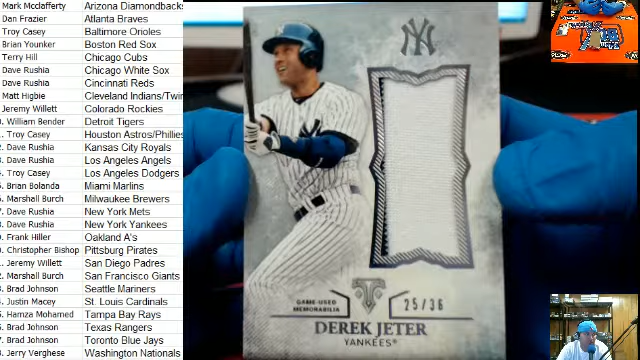 Mark Mcclafferty Arizona Diamondbacks
Dan Frazier Atlanta Braves
Troy Casey Baltimore Orioles
Brian Younker Boston Red Sox
Terry Hill Chicago Cubs
Dave Rushia Chicago White Sox
Dave Rushia Cincinnati Reds
Matt Higbie Cleveland Indians/Twin
Jeremy Willett Colorado Rockies
William Bender Detroit Tigers
Troy Casey Houston Astros/Phillies
Dave Rushia Kansas City Royals
Dave Rushia Los Angeles Angels
Troy Casey Los Angeles Dodgers
Brian Bolanda Miami Marlins
Marshall Burch Milwaukee Brewers
Dave Rushia New York Mets
Dave Rushia New York Yankees
Frank Hiller Oakland A's
Christopher Bishop Pittsburg Pirates
Jeremy Willett San Diego Padres
Marshall Burch San Francisco Giants
Brad Johnson Seattle Mariners
Justin Macey St. Louis Cardinals
Hamza Mohamed Tampa Bay Rays
Brad Johnson Texas Rangers
Brad Johnson Toronto Blue Jays
Jerry Verghese Washington Nationals
NY
GAME-USED
MEMORABILIA
25/36
DEREK JETER
YANKEES®